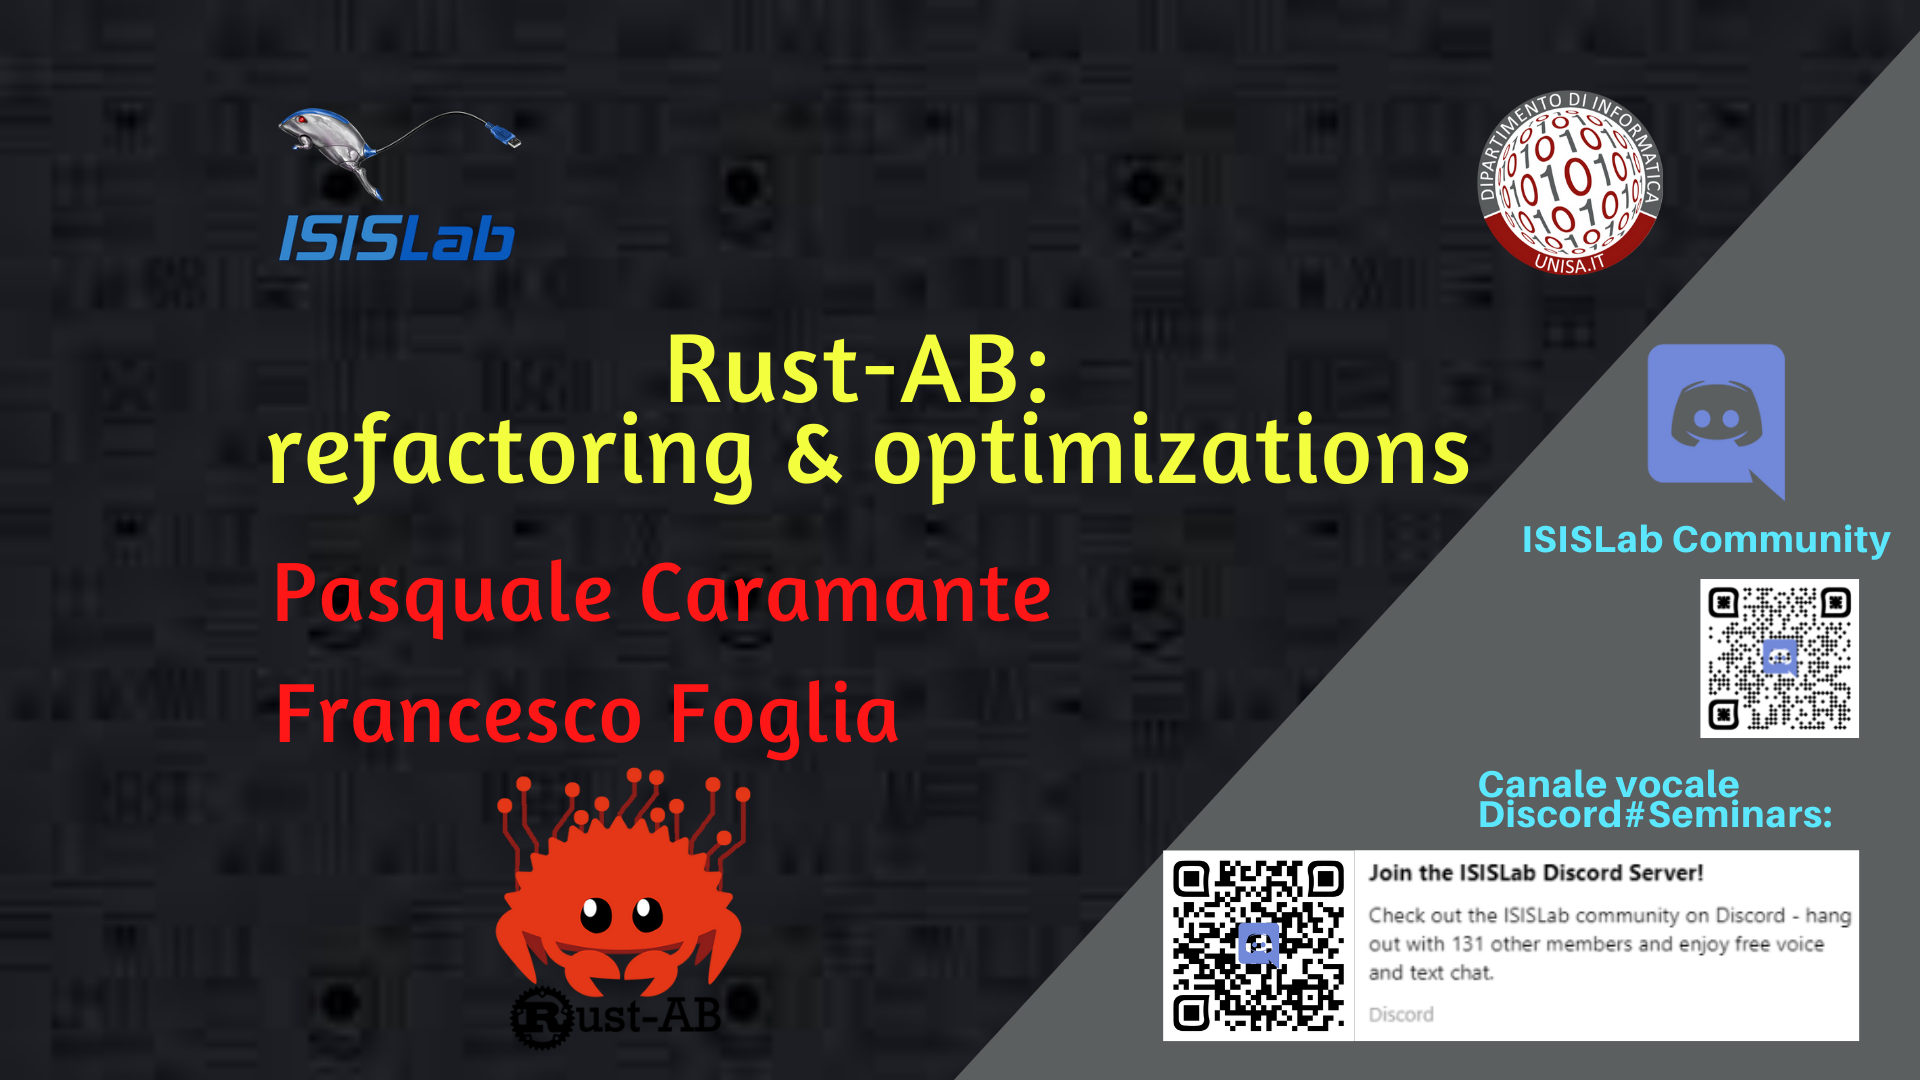 ISISLab
DIPARTIMENTO DI INFORMATICA
UNISA.IT
Rust-AB:
refactoring & optimizations
Pasquale Caramante
Francesco Foglia
Rust-AB
ISISLab Community
Canale vocale
Discord#Seminars:
Join the ISISLab Discord Server!
Check out the ISISLab community on Discord - hang
out with 131 other members and enjoy free voice
and text chat.
Discord